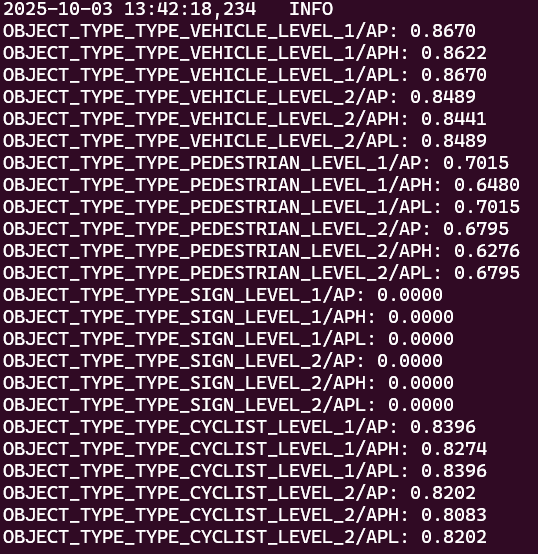 2025-10-03 13:42:18,234   INFO
OBJECT_TYPE_TYPE_VEHICLE_LEVEL_1/AP: 0.8670
OBJECT_TYPE_TYPE_VEHICLE_LEVEL_1/APH: 0.8622
OBJECT_TYPE_TYPE_VEHICLE_LEVEL_1/APL: 0.8670
OBJECT_TYPE_TYPE_VEHICLE_LEVEL_2/AP: 0.8489
OBJECT_TYPE_TYPE_VEHICLE_LEVEL_2/APH: 0.8441
OBJECT_TYPE_TYPE_VEHICLE_LEVEL_2/APL: 0.8489
OBJECT_TYPE_TYPE_PEDESTRIAN_LEVEL_1/AP: 0.7015
OBJECT_TYPE_TYPE_PEDESTRIAN_LEVEL_1/APH: 0.6480
OBJECT_TYPE_TYPE_PEDESTRIAN_LEVEL_1/APL: 0.7015
OBJECT_TYPE_TYPE_PEDESTRIAN_LEVEL_2/AP: 0.6795
OBJECT_TYPE_TYPE_PEDESTRIAN_LEVEL_2/APH: 0.6276
OBJECT_TYPE_TYPE_PEDESTRIAN_LEVEL_2/APL: 0.6795
OBJECT_TYPE_TYPE_SIGN_LEVEL_1/AP: 0.0000
OBJECT_TYPE_TYPE_SIGN_LEVEL_1/APH: 0.0000
OBJECT_TYPE_TYPE_SIGN_LEVEL_1/APL: 0.0000
OBJECT_TYPE_TYPE_SIGN_LEVEL_2/AP: 0.0000
OBJECT_TYPE_TYPE_SIGN_LEVEL_2/APH: 0.0000
OBJECT_TYPE_TYPE_SIGN_LEVEL_2/APL: 0.0000
OBJECT_TYPE_TYPE_CYCLIST_LEVEL_1/AP: 0.8396
OBJECT_TYPE_TYPE_CYCLIST_LEVEL_1/APH: 0.8274
OBJECT_TYPE_TYPE_CYCLIST_LEVEL_1/APL: 0.8396
OBJECT_TYPE_TYPE_CYCLIST_LEVEL_2/AP: 0.8202
OBJECT_TYPE_TYPE_CYCLIST_LEVEL_2/APH: 0.8083
OBJECT_TYPE_TYPE_CYCLIST_LEVEL_2/APL: 0.8202